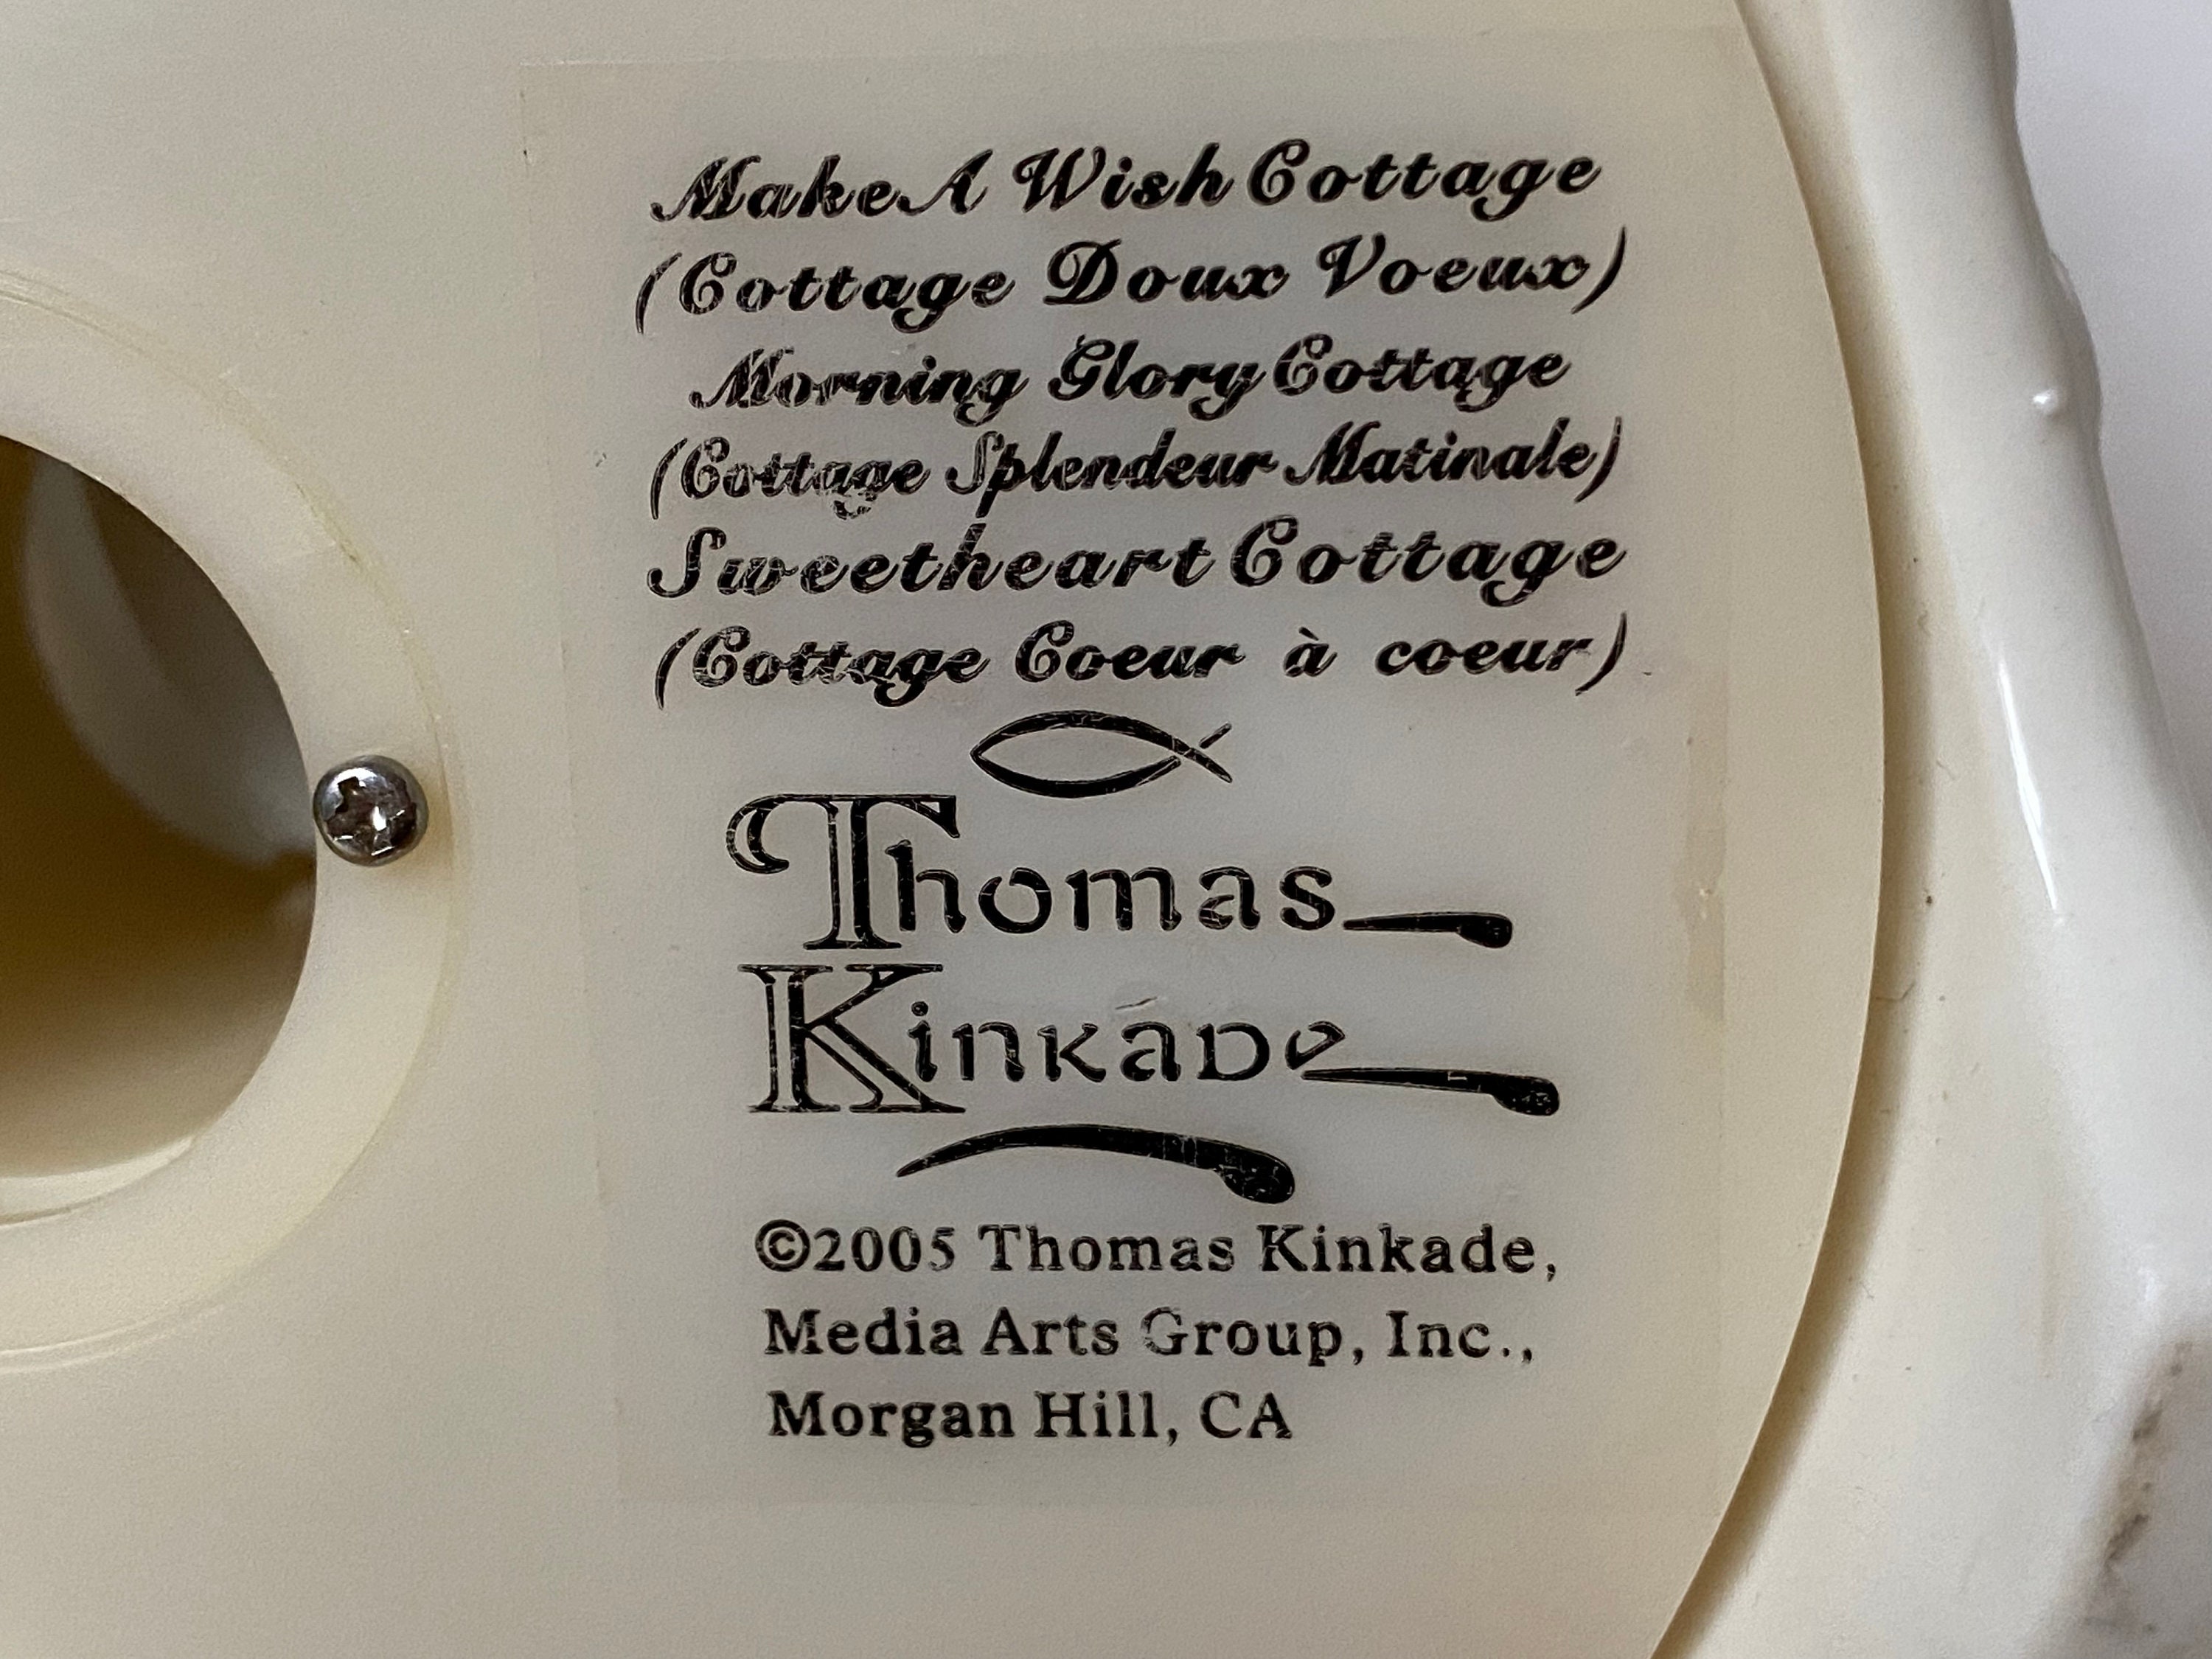 Make A Wish Cottage
(Cottage Doux Voeux)
Morning Glory Cottage
(Cottage Splendeur Matinale)
Sweetheart Cottage
(Cottage Coeur à coeur)
Thomas
Kinkade
©2005 Thomas Kinkade,
Media Arts Group, Inc.,
Morgan Hill, CA